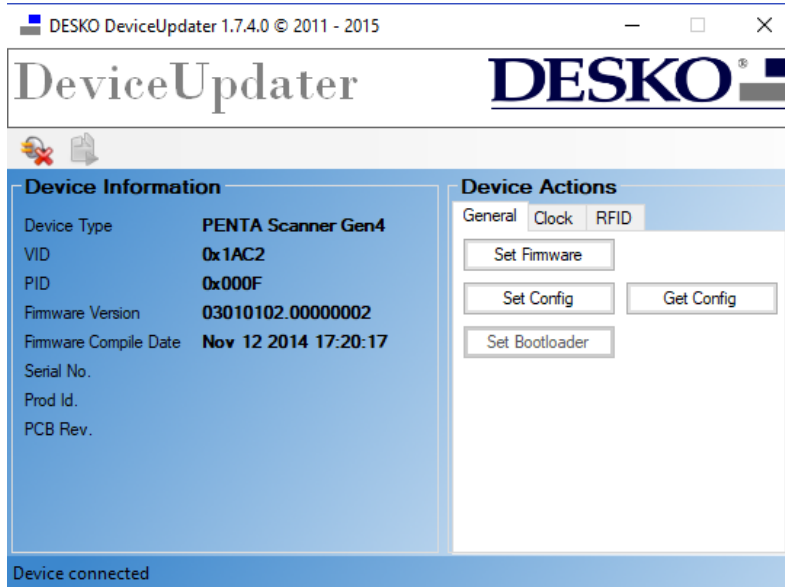 DESKO DeviceUpdater 1.7.4.0 © 2011 - 2015
DeviceUpdater DESKO®
Device Information
Device Type PENTA Scanner Gen4
VID 0x1AC2
PID 0x000F
Firmware Version 03010102.00000002
Firmware Compile Date Nov 12 2014 17:20:17
Serial No.
Prod Id.
PCB Rev.
Device Actions
General Clock RFID
Set Firmware
Set Config Get Config
Set Bootloader
Device connected